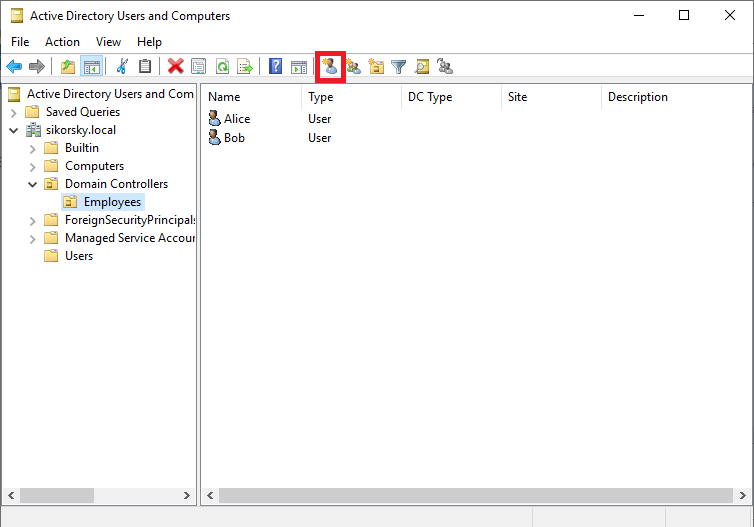 Active Directory Users and Computers
File Action View Help
Active Directory Users and Com
Saved Queries
sikorsky.local
Builtin
Computers
Domain Controllers
Employees
ForeignSecurityPrincipals
Managed Service Accour
Users
Name Type DC Type Site Description
Alice User
Bob User